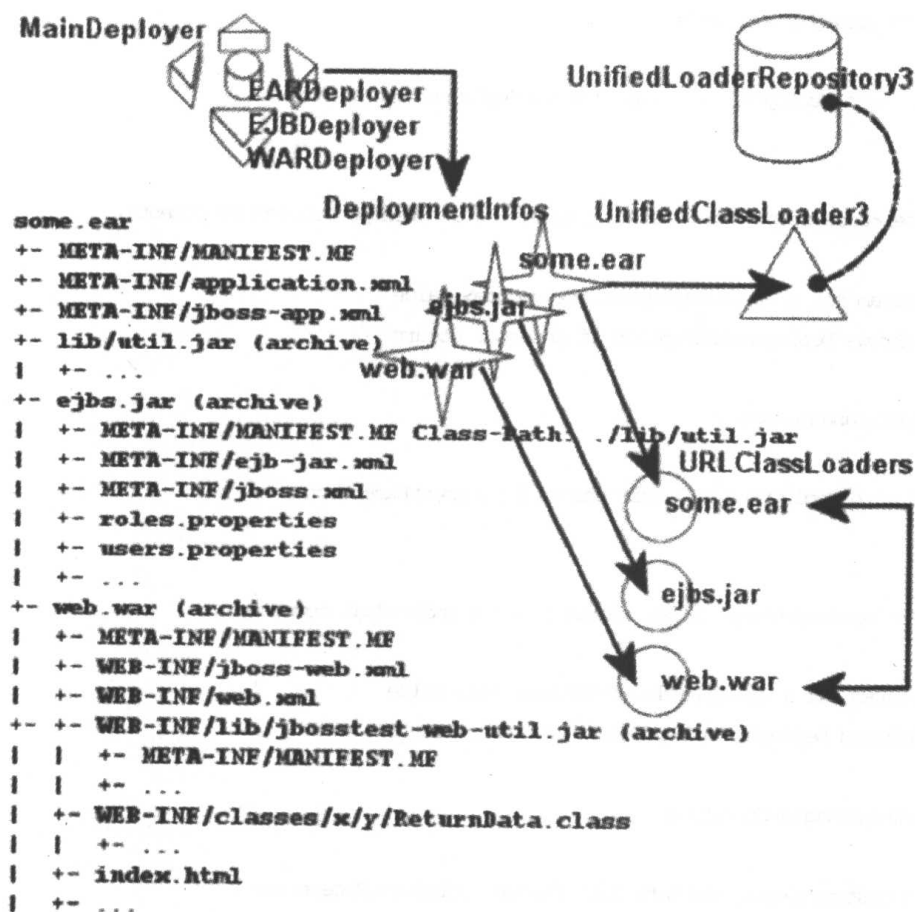 MainDeployer
EARDeployer
EJBDeployer
WARDeployer
UnifiedLoaderRepository3
DeploymentInfos
UnifiedClassLoader3
some.ear
ejbs.jar
web.war
URLClassLoaders
some.ear
ejbs.jar
web.war
some.ear
+- META-INF/MANIFEST.MF
+- META-INF/application.xml
+- META-INF/jboss-app.xml
+- lib/util.jar (archive)
|  +- ...
+- ejbs.jar (archive)
|  +- META-INF/MANIFEST.MF Class-Path: ./lib/util.jar
|  +- META-INF/ejb-jar.xml
|  +- META-INF/jboss.xml
|  +- roles.properties
|  +- users.properties
|  +- ...
+- web.war (archive)
|  +- META-INF/MANIFEST.MF
|  +- WEB-INF/jboss-web.xml
|  +- WEB-INF/web.xml
+- +- WEB-INF/lib/jbosstest-web-util.jar (archive)
|  |  +- META-INF/MANIFEST.MF
|  |  +- ...
|  +- WEB-INF/classes/x/y/ReturnData.class
|  |  +- ...
|  +- index.html
|  +- ...